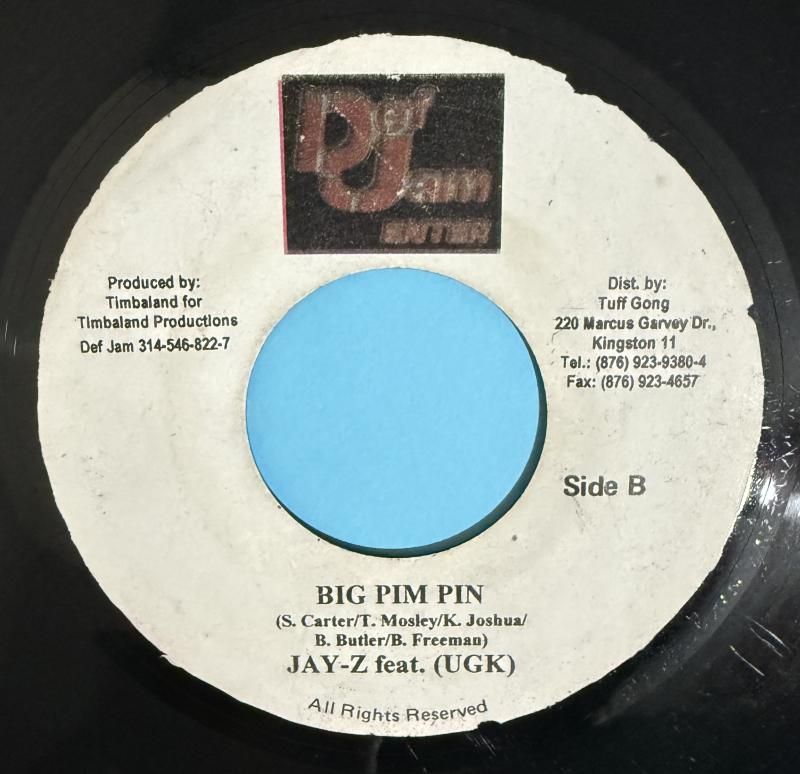 Def Jam
ENTER
Produced by:
Timbaland for
Timbaland Productions
Def Jam 314-546-822-7
Dist. by:
Tuff Gong
220 Marcus Garvey Dr.,
Kingston 11
Tel.: (876) 923-9380-4
Fax: (876) 923-4657
Side B
BIG PIM PIN
(S. Carter/T. Mosley/K. Joshua/
B. Butler/B. Freeman)
JAY-Z feat. (UGK)
All Rights Reserved